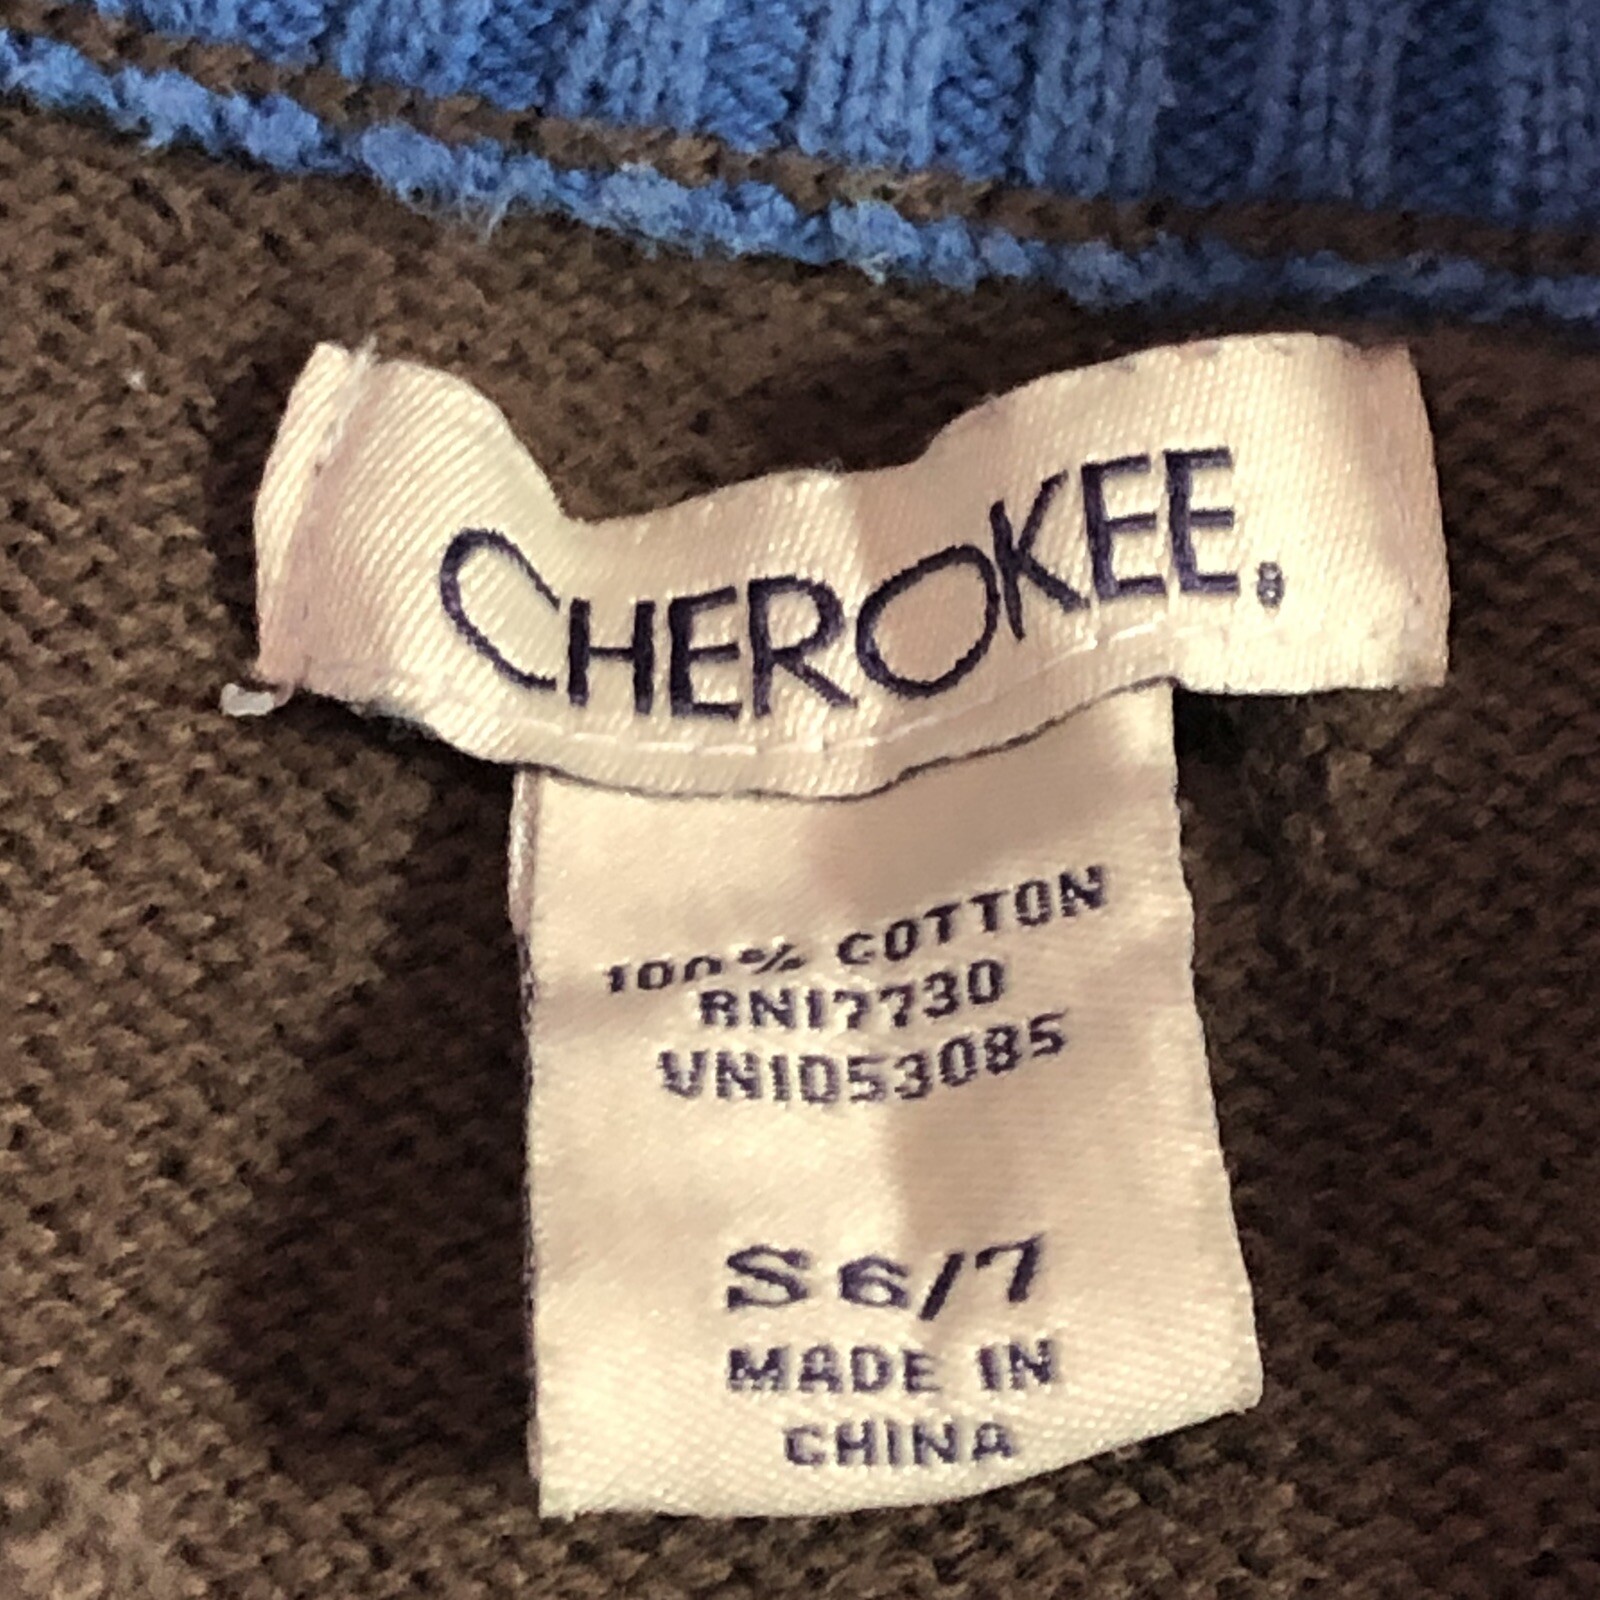 CHEROKEE®
100% COTTON
RN17730
VN1053085
S 6/7
MADE IN
CHINA